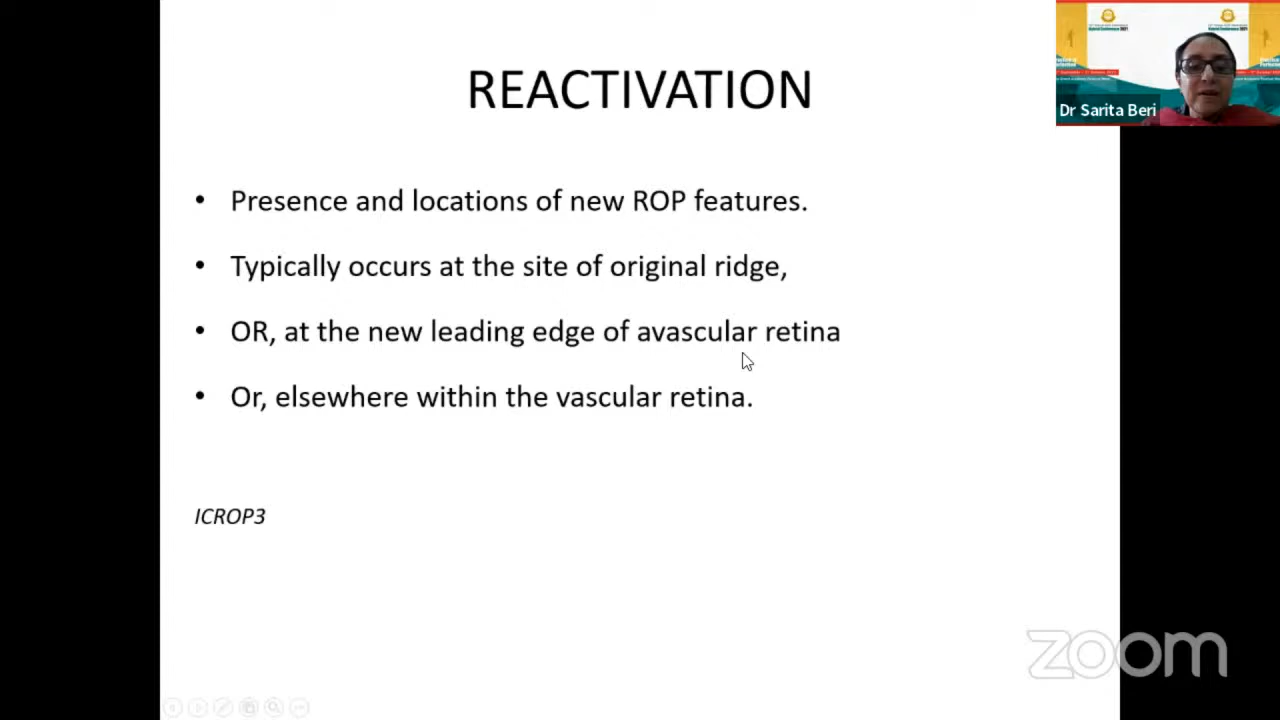 REACTIVATION
Dr Sarita Beri
• Presence and locations of new ROP features.
• Typically occurs at the site of original ridge,
• OR, at the new leading edge of avascular retina
• Or, elsewhere within the vascular retina.
ICROP3
zoom